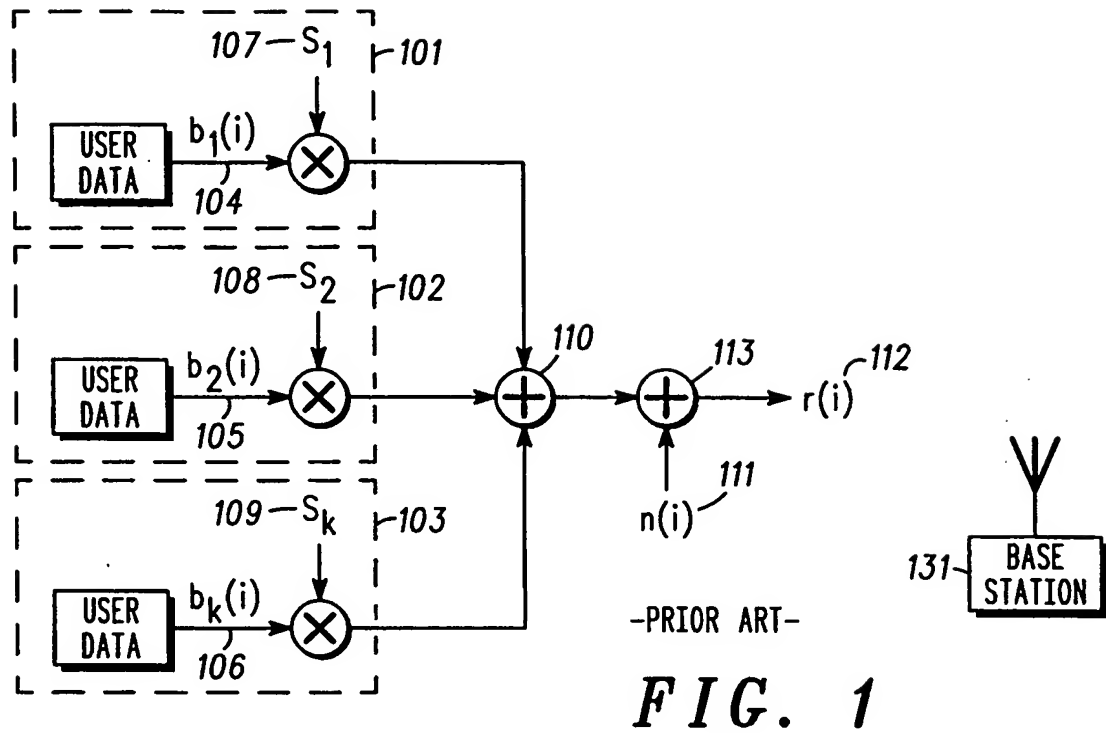 107 S1 101
USER DATA b1(i) 104
108 S2 102
USER DATA b2(i) 105
110 113
r(i) 112
n(i) 111
109 Sk 103
USER DATA bk(i) 106
131 BASE STATION
-PRIOR ART-
FIG. 1